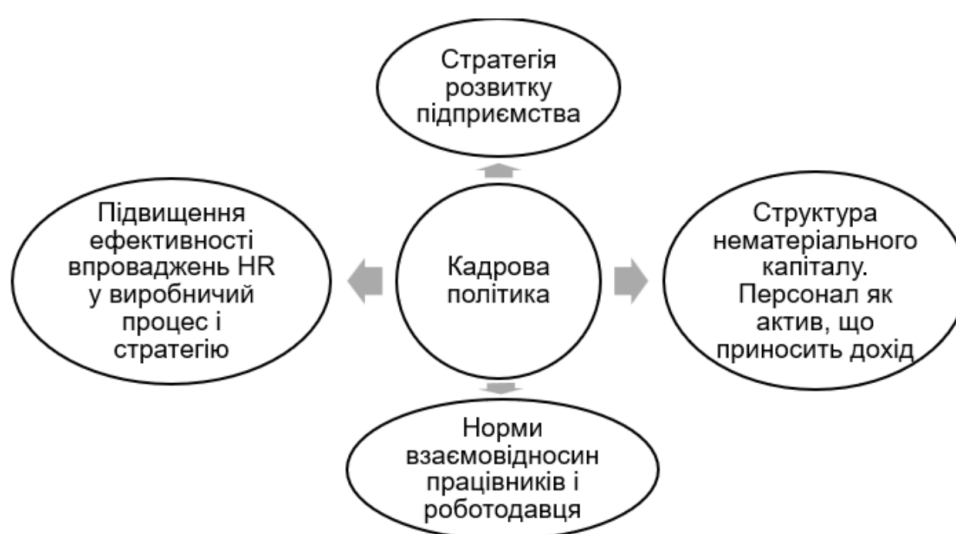 Стратегія
розвитку
підприємства
Підвищення
ефективності
впроваджень HR
у виробничий
процес і
стратегію
Кадрова
політика
Структура
нематеріального
капіталу.
Персонал як
актив, що
приносить дохід
Норми
взаємовідносин
працівників і
роботодавця